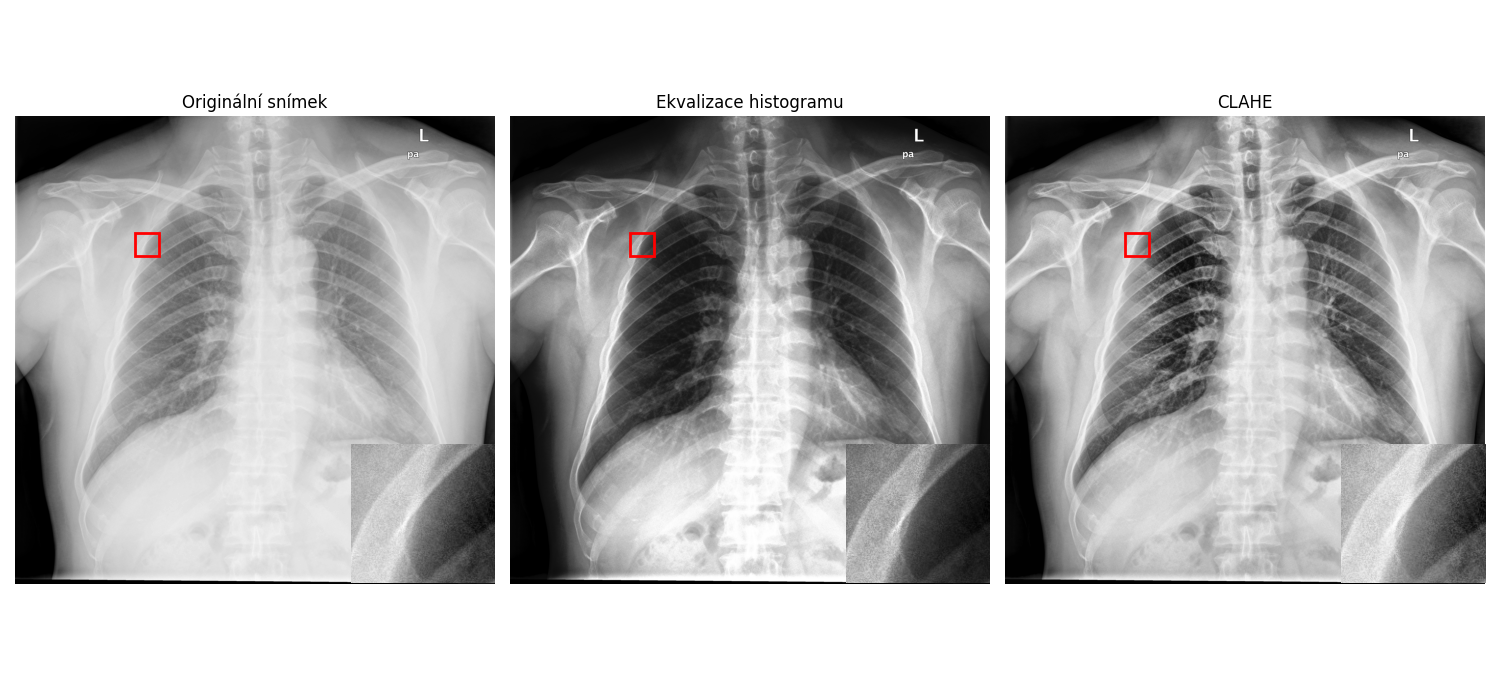 Originální snímek
Ekvalizace histogramu
CLAHE
L
pa
L
pa
L
pa